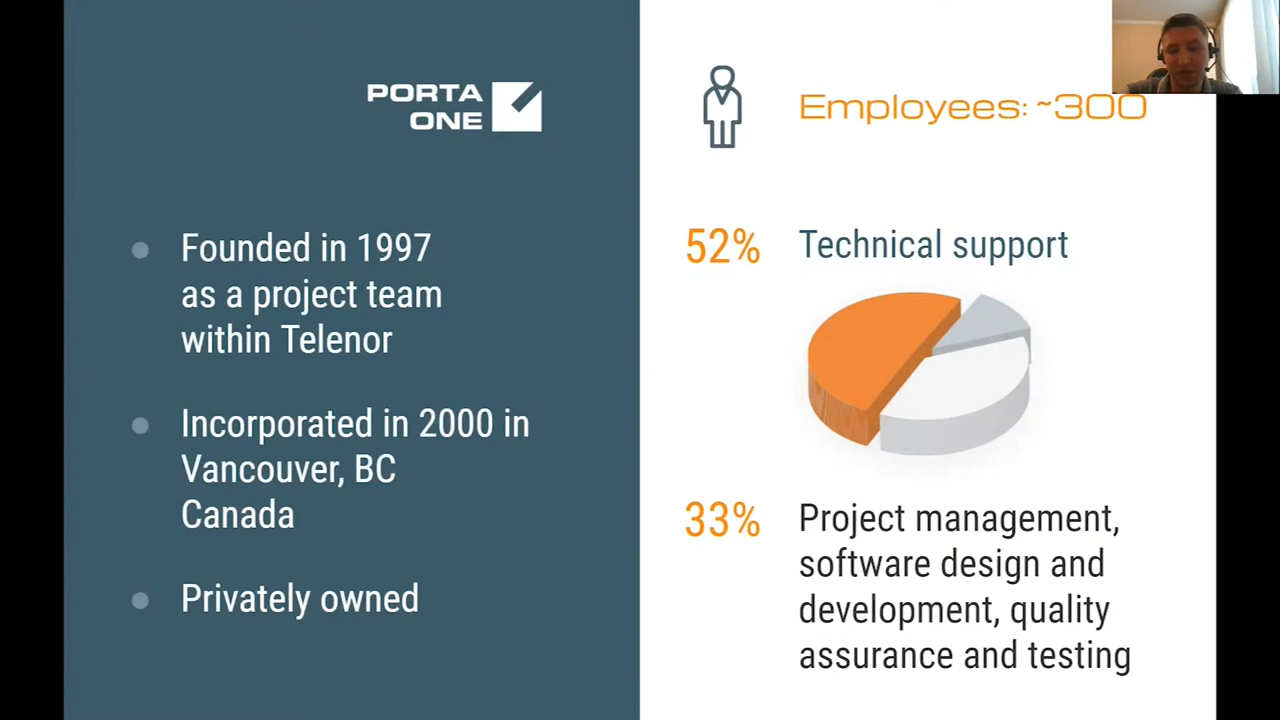 PORTA
ONE
Founded in 1997
as a project team
within Telenor
Incorporated in 2000 in
Vancouver, BC
Canada
Privately owned
Employees: ~300
52% Technical support
33% Project management,
software design and
development, quality
assurance and testing